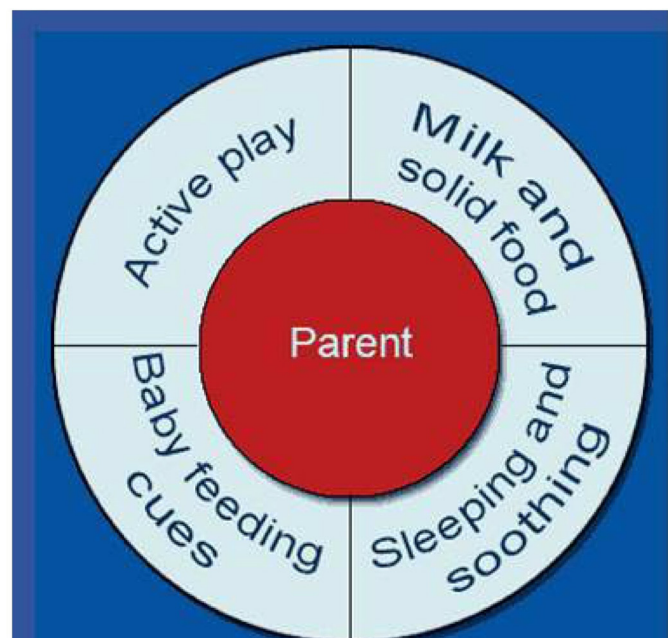 Active play
Milk and
solid food
Parent
Baby feeding
cues
Sleeping and
soothing